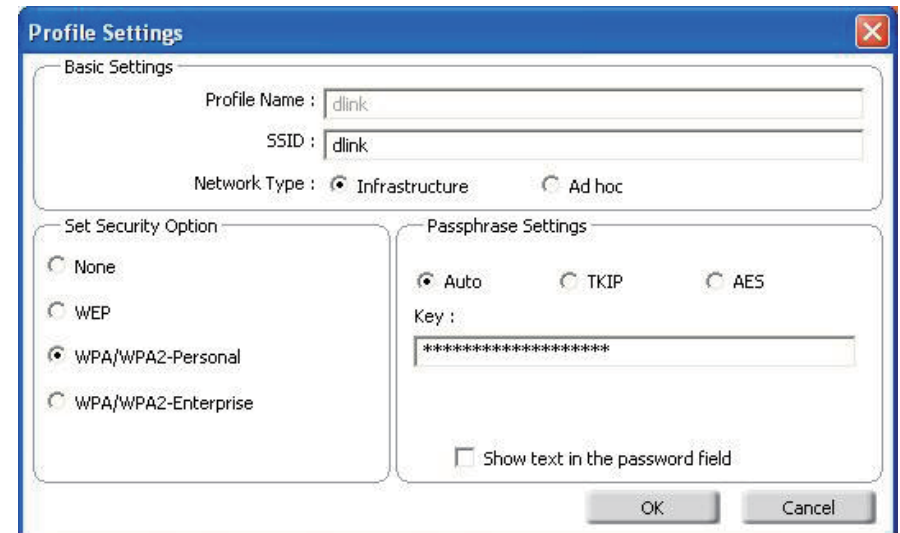 Profile Settings
Basic Settings
Profile Name : dlink
SSID : dlink
Network Type : Infrastructure Ad hoc
Set Security Option
None
WEP
WPA/WPA2-Personal
WPA/WPA2-Enterprise
Passphrase Settings
Auto TKIP AES
Key :
*******************
Show text in the password field
OK Cancel